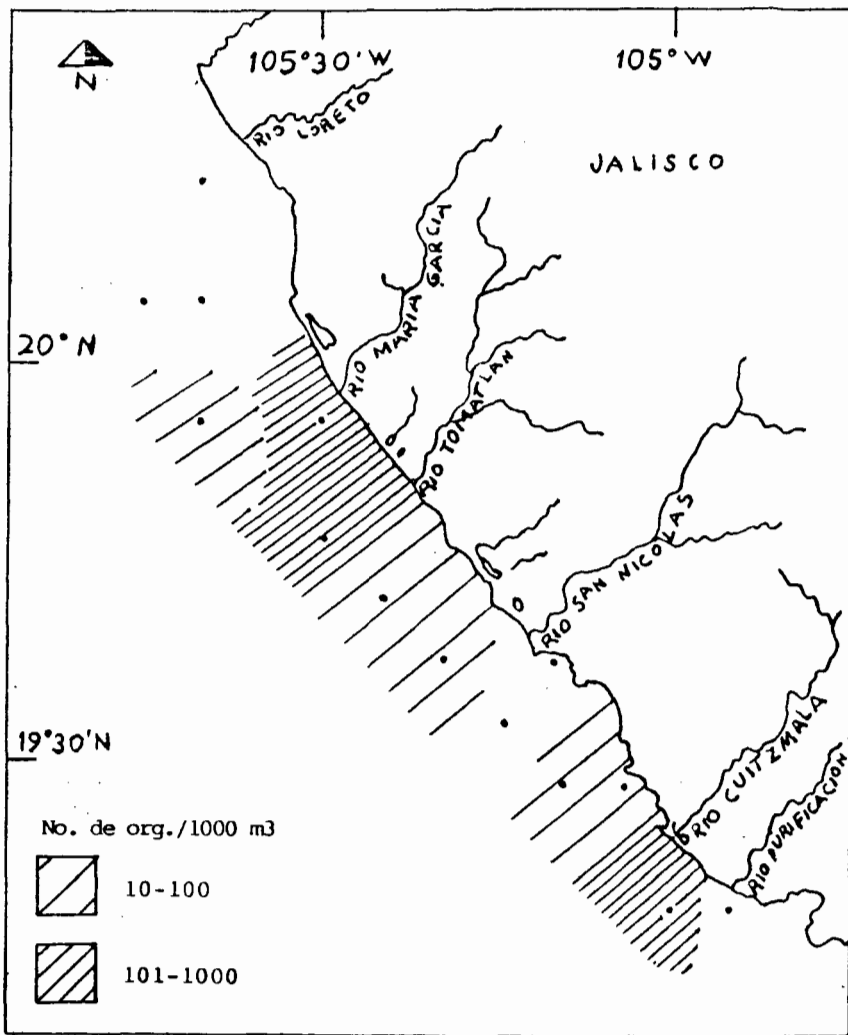 105°30'W
105°W
N
RIO LORETO
JALISCO
RIO MARIA GARCIA
20°N
RIO TOMATLAN
RIO SAN NICOLAS
19°30'N
RIO CUITZMALA
RIO PURIFICACION
No. de org./1000 m3
10-100
101-1000